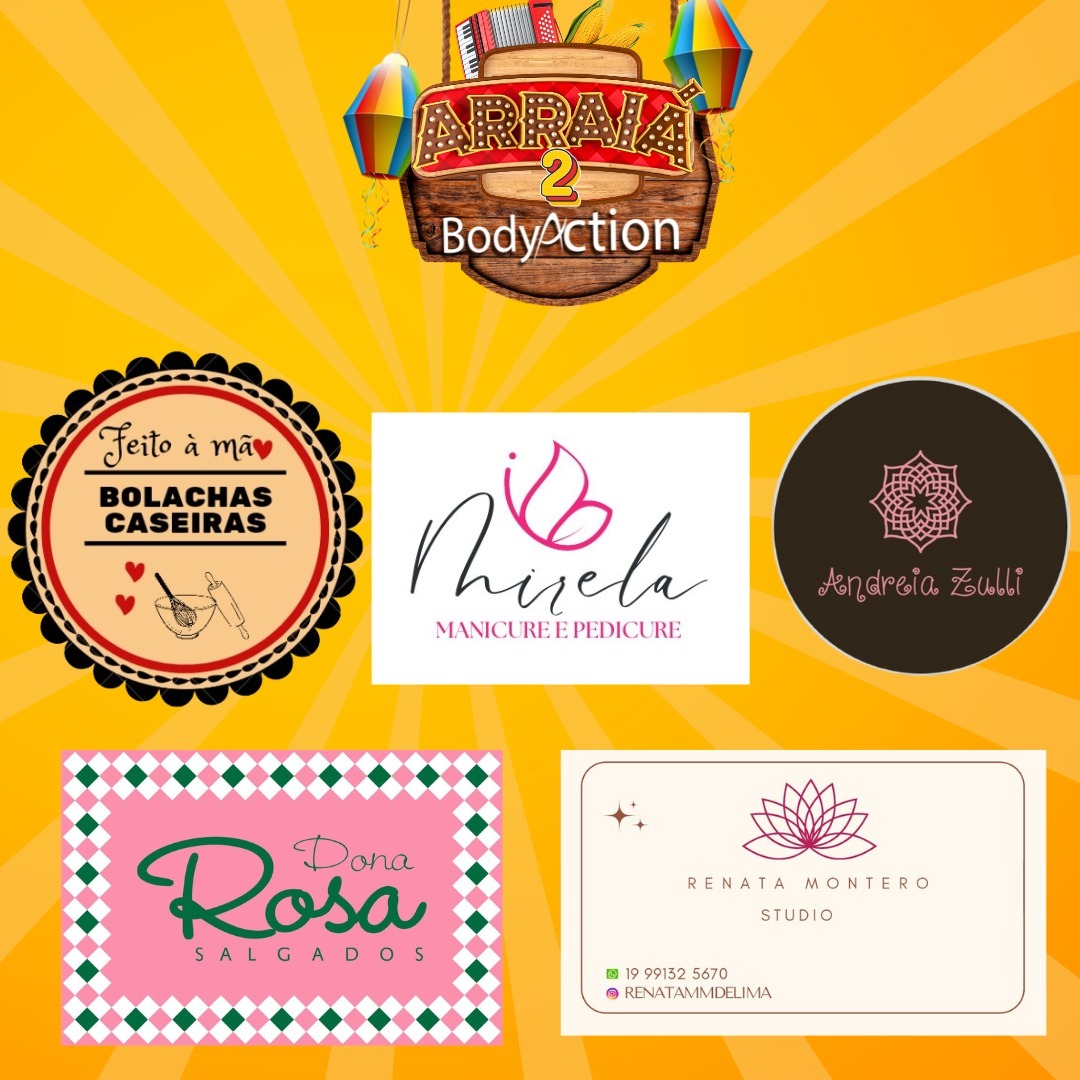 ARRAIÁ
2
BodyAction
Feito à mão
BOLACHAS
CASEIRAS
Mirela
MANICURE E PEDICURE
Andreia Zulli
Dona
Rosa
SALGADOS
RENATA MONTERO
STUDIO
19 99132 5670
RENATAMMDELIMA